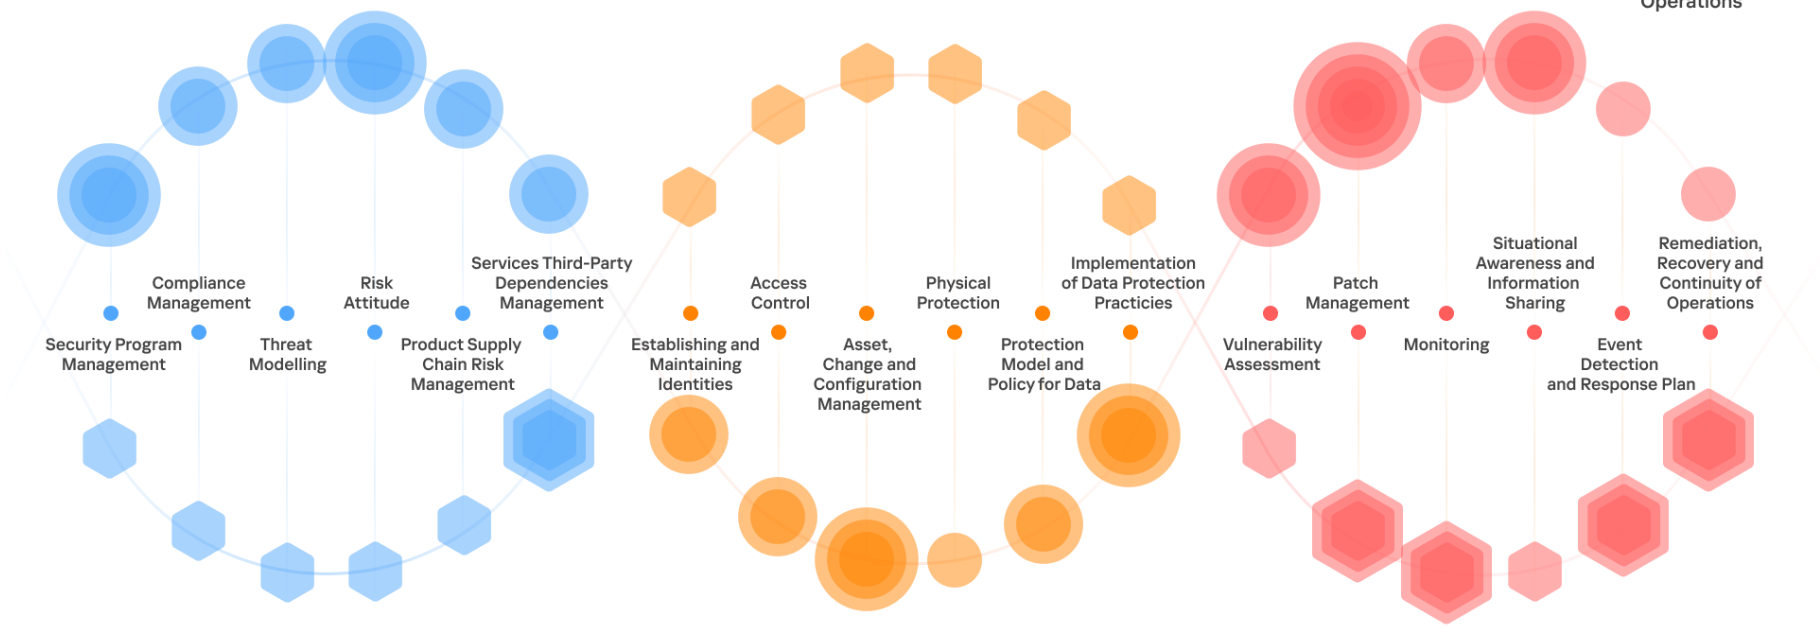 Operations
Security Program
Management
Compliance
Management
Threat
Modelling
Risk
Attitude
Product Supply
Chain Risk
Management
Services Third-Party
Dependencies
Management
Establishing and
Maintaining
Identities
Access
Control
Asset,
Change and
Configuration
Management
Physical
Protection
Protection
Model and
Policy for Data
Implementation
of Data Protection
Practicies
Vulnerability
Assessment
Patch
Management
Monitoring
Situational
Awareness and
Information
Sharing
Event
Detection
and Response Plan
Remediation,
Recovery and
Continuity of
Operations